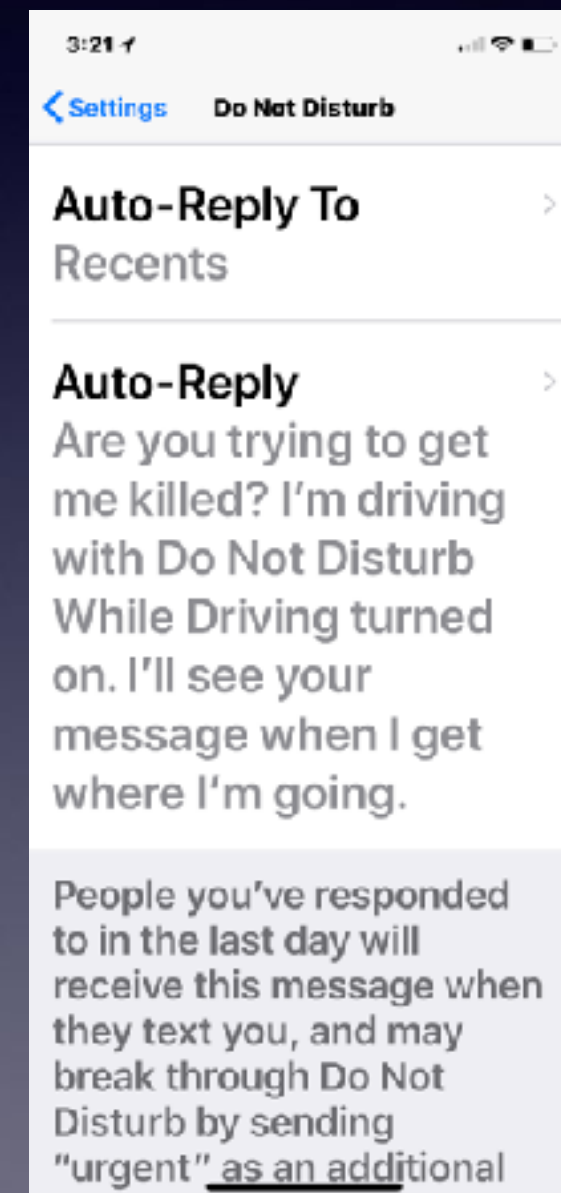 3:21
Settings Do Not Disturb
Auto-Reply To
Recents
Auto-Reply
Are you trying to get
me killed? I'm driving
with Do Not Disturb
While Driving turned
on. I'll see your
message when I get
where I'm going.
People you've responded
to in the last day will
receive this message when
they text you, and may
break through Do Not
Disturb by sending
"urgent" as an additional